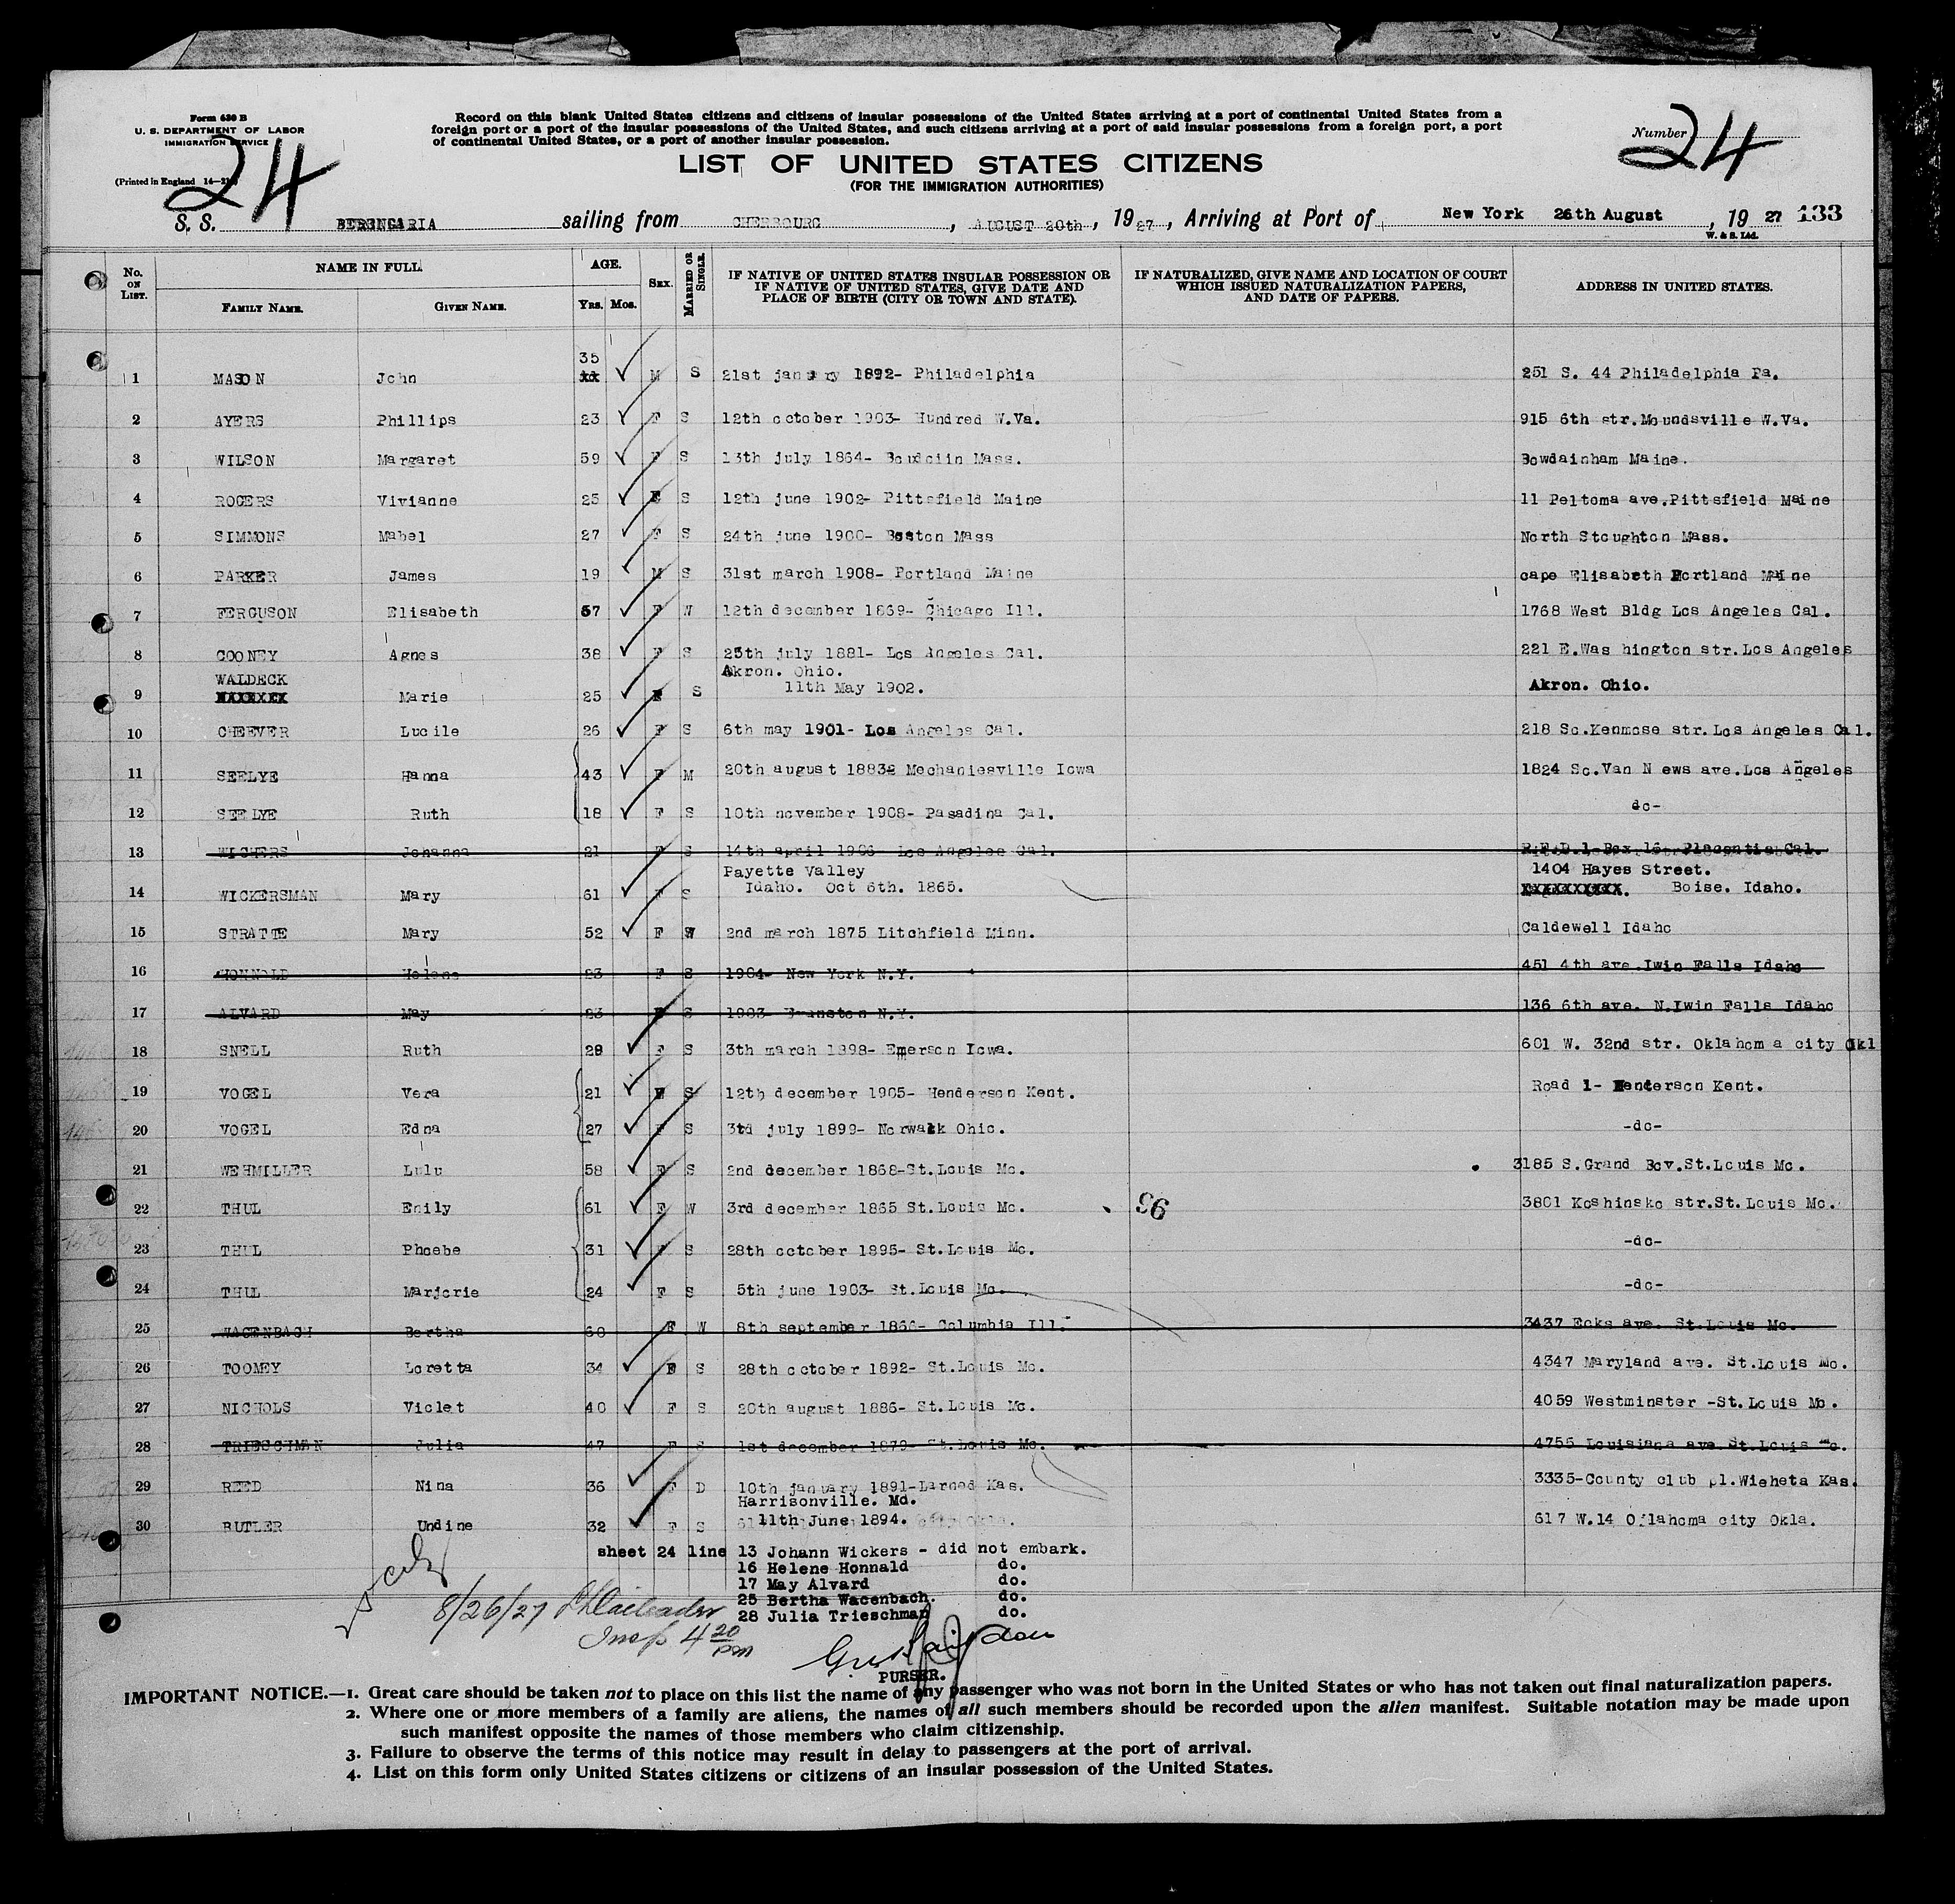 Form 630 B
U. S. DEPARTMENT OF LABOR
IMMIGRATION SERVICE
(Printed in England
24
Record on this blank United States citizens and citizens of insular possessions of the United States arriving at a port of continental United States from a
foreign port or a port of the insular possessions of the United States, and such citizens arriving at a port of said insular possessions from a foreign port, a port
of continental United States, or a port of another insular possession.
LIST OF UNITED STATES CITIZENS
(FOR THE IMMIGRATION AUTHORITIES)
Number 24
S. S. BERENGARIA sailing from CHERBOURG, AUGUST 20th, 1927, Arriving at Port of New York 26th August, 1927 133
W. & S. Ltd.
No. ON LIST. NAME IN FULL. FAMILY NAME. GIVEN NAME. AGE. YRS. MOS. SEX. MARRIED OR SINGLE. IF NATIVE OF UNITED STATES INSULAR POSSESSION OR IF NATIVE OF UNITED STATES, GIVE DATE AND PLACE OF BIRTH (CITY OR TOWN AND STATE). IF NATURALIZED, GIVE NAME AND LOCATION OF COURT WHICH ISSUED NATURALIZATION PAPERS, AND DATE OF PAPERS. ADDRESS IN UNITED STATES.
35
1 MASON John xx M S 21st january 1892- Philadelphia 251 S. 44 Philadelphia Pa.
2 AYERS Phillips 23 F S 12th october 1903- Hundred W.Va. 915 6th str.Moundsville W.Va.
3 WILSON Margaret 59 F S 13th july 1864- Boudciin Mass. Bowdainham Maine.
4 ROGERS Vivianne 25 F S 12th june 1902- Pittsfield Maine 11 Peltoma ave.Pittsfield Maine
5 SIMMONS Mabel 27 F S 24th june 1900- Boston Mass North Stoughton Mass.
6 PARKER James 19 M S 31st march 1908- Portland Maine cape Elisabeth Portland Maine
7 FERGUSON Elisabeth 57 F W 12th december 1869- Chicago Ill. 1768 West Bldg Los Angeles Cal.
8 COONEY Agnes 38 F S 25th july 1881- Los Angeles Cal. 221 E.Was hington str.Los Angeles
WALDECK Akron. Ohio.
9 Marie 25 F S 11th May 1902. Akron. Ohio.
10 CHEEVER Lucile 26 F S 6th may 1901- Los Angeles Cal. 218 So.Kenmose str.Los Angeles Cal.
11 SEELYE Hanna 43 F M 20th august 1883- Mechaniesville Iowa 1824 So.Van N ews ave.Los Angeles
12 SEELYE Ruth 18 F S 10th november 1908- Pasadina Cal. do-
13 WICHERS Johanna 21 F S 14th april 1906- Los Angeles Cal. R.F.D.1 Box 16- Placentia Cal.
Payette Valley 1404 Hayes Street.
14 WICKERSMAN Mary 61 F S Idaho. Oct 6th. 1865. XXXXXXXXXX. Boise. Idaho.
15 STRATTE Mary 52 F W 2nd march 1875 Litchfield Minn. Caldewell Idaho
16 HONNOLD Helene 23 F S 1904- New York N.Y. 451 4th ave.Iwin Falls Idaho
17 ALVARD May 23 F S 1903- N.Y. 136 6th ave. N.Iwin Falls Idaho
18 SNELL Ruth 29 F S 3th march 1898- Emerson Iowa. 601 W. 32nd str. Oklahom a city Okl
19 VOGEL Vera 21 F S 12th december 1905- Henderson Kent. Road 1- Henderson Kent.
20 VOGEL Edna 27 F S 3td july 1899- Norwalk Ohio. -do-
21 WEHMILLER Lulu 58 F S 2nd december 1868-St.Louis Mo. 3185 S.Grand Bov.St.Louis Mo.
22 THUL Emily 61 F W 3rd december 1865 St.Louis Mo. 96 3801 Koshinsko str.St.Louis Mo.
23 THUL Phoebe 31 F S 28th october 1895- St.Louis Mo. -do-
24 THUL Marjorie 24 F S 5th june 1903- St.Louis Mo. -do-
25 WACENBACH Bertha 60 F W 8th september 1866- Columbia Ill. 3437 Ecks ave. St.Louis Mo.
26 TOOMEY Loretta 34 F S 28th october 1892- St.Louis Mo. 4347 Maryland ave. St.Louis Mo.
27 NICHOLS Violet 40 F S 20th august 1886- St.Louis Mo. 4059 Westminster -St.Louis Mo.
28 TRIESCHMAN Julia 47 F S 1st december 1879- St.Louis Mo. 4755 Louisiana ave.St.Louis Mo.
29 REED Nina 36 F D 10th january 1891-Larned Kas. 3335-County club pl.Wieheta Kas.
Harrisonville. Md.
30 BUTLER Undine 32 F S 11th June 1894. 617 W.14 Oklahoma city Okla.
sheet 24 line 13 Johann Wickers - did not embark.
16 Helene Honnald do.
17 May Alvard do.
25 Bertha Wacenbach. do.
28 Julia Trieschman do.
8/26/27
Insp 4 20 pm
PURSER.
IMPORTANT NOTICE.—1. Great care should be taken not to place on this list the name of any passenger who was not born in the United States or who has not taken out final naturalization papers.
2. Where one or more members of a family are aliens, the names of all such members should be recorded upon the alien manifest. Suitable notation may be made upon
such manifest opposite the names of those members who claim citizenship.
3. Failure to observe the terms of this notice may result in delay to passengers at the port of arrival.
4. List on this form only United States citizens or citizens of an insular possession of the United States.